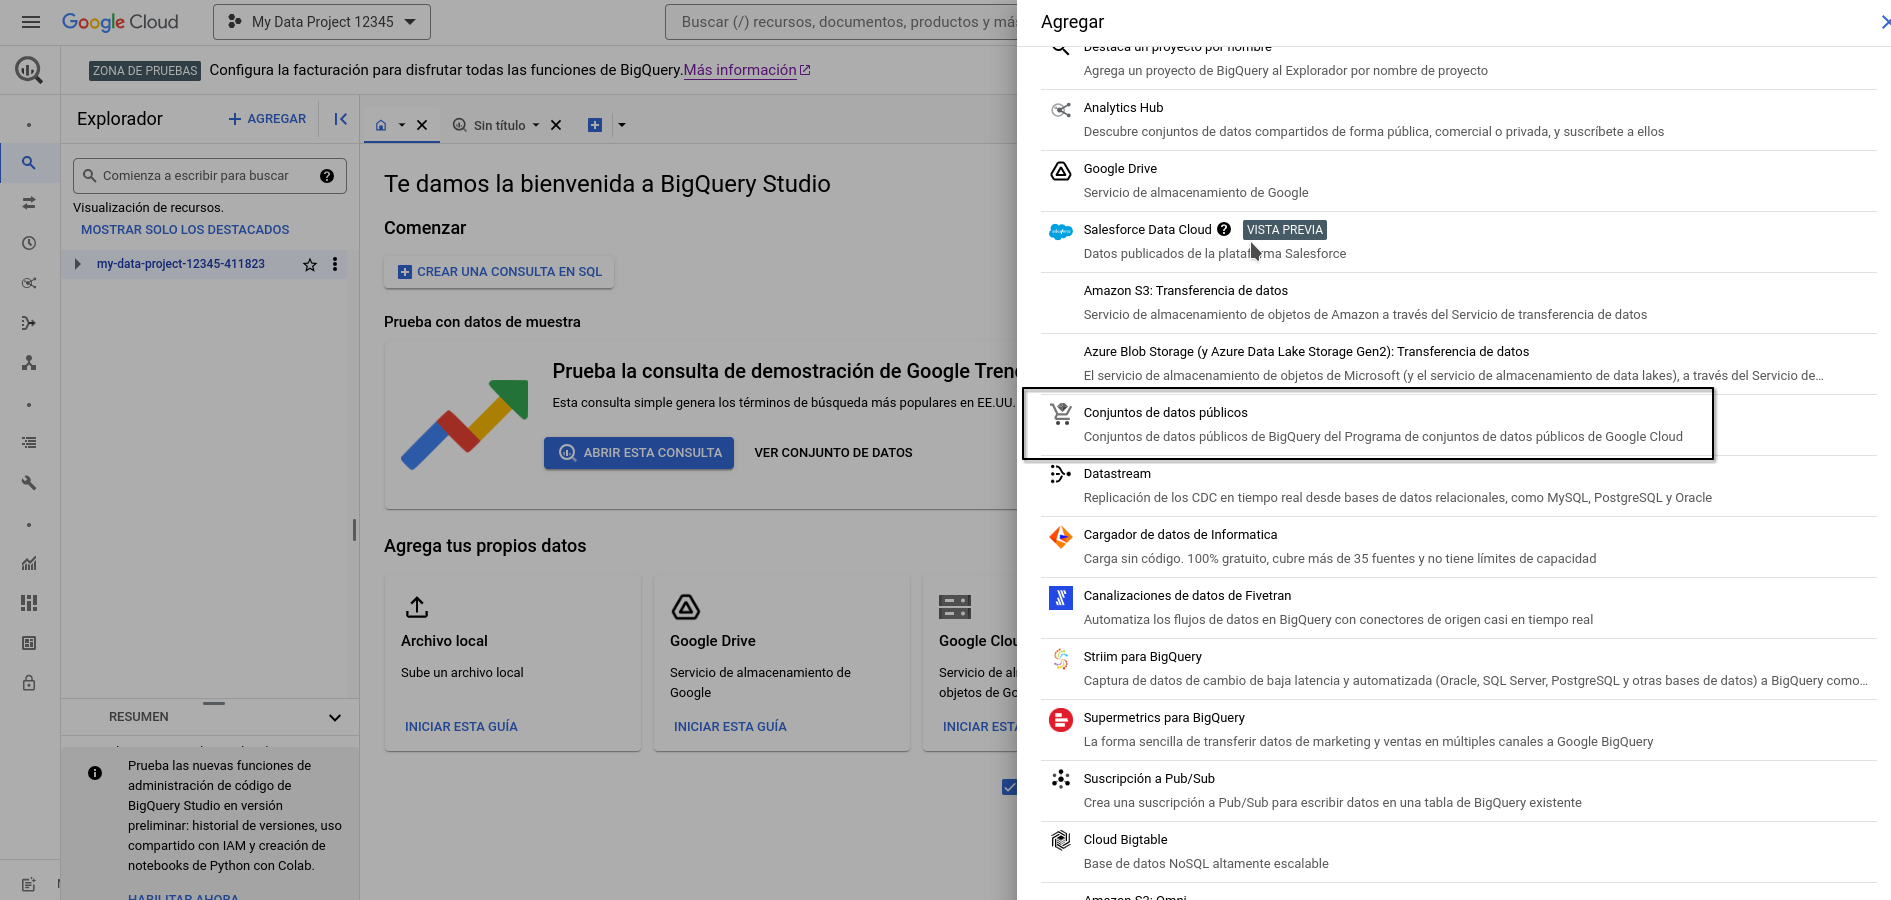 Google Cloud
My Data Project 12345
Buscar (/) recursos, documentos, productos y más
ZONA DE PRUEBAS
Configura la facturación para disfrutar todas las funciones de BigQuery. Más información
Explorador
AGREGAR
Comienza a escribir para buscar
Visualización de recursos.
MOSTRAR SOLO LOS DESTACADOS
my-data-project-12345-411823
RESUMEN
Prueba las nuevas funciones de
administración de código de
BigQuery Studio en versión
preliminar: historial de versiones, uso
compartido con IAM y creación de
notebooks de Python con Colab.
HABILITAR AHORA
Sin título
Te damos la bienvenida a BigQuery Studio
Comenzar
CREAR UNA CONSULTA EN SQL
Prueba con datos de muestra
Prueba la consulta de demostración de Google Tren
Esta consulta simple genera los términos de búsqueda más populares en EE.UU.
ABRIR ESTA CONSULTA
VER CONJUNTO DE DATOS
Agrega tus propios datos
Archivo local
Sube un archivo local
INICIAR ESTA GUÍA
Google Drive
Servicio de almacenamiento de
Google
INICIAR ESTA GUÍA
Google Clou
Servicio de al
objetos de Go
INICIAR EST
Agregar
Destaca un proyecto por nombre
Agrega un proyecto de BigQuery al Explorador por nombre de proyecto
Analytics Hub
Descubre conjuntos de datos compartidos de forma pública, comercial o privada, y suscríbete a ellos
Google Drive
Servicio de almacenamiento de Google
Salesforce Data Cloud
VISTA PREVIA
Datos publicados de la plataforma Salesforce
Amazon S3: Transferencia de datos
Servicio de almacenamiento de objetos de Amazon a través del Servicio de transferencia de datos
Azure Blob Storage (y Azure Data Lake Storage Gen2): Transferencia de datos
El servicio de almacenamiento de objetos de Microsoft (y el servicio de almacenamiento de data lakes), a través del Servicio de…
Conjuntos de datos públicos
Conjuntos de datos públicos de BigQuery del Programa de conjuntos de datos públicos de Google Cloud
Datastream
Replicación de los CDC en tiempo real desde bases de datos relacionales, como MySQL, PostgreSQL y Oracle
Cargador de datos de Informatica
Carga sin código. 100% gratuito, cubre más de 35 fuentes y no tiene límites de capacidad
Canalizaciones de datos de Fivetran
Automatiza los flujos de datos en BigQuery con conectores de origen casi en tiempo real
Striim para BigQuery
Captura de datos de cambio de baja latencia y automatizada (Oracle, SQL Server, PostgreSQL y otras bases de datos) a BigQuery como…
Supermetrics para BigQuery
La forma sencilla de transferir datos de marketing y ventas en múltiples canales a Google BigQuery
Suscripción a Pub/Sub
Crea una suscripción a Pub/Sub para escribir datos en una tabla de BigQuery existente
Cloud Bigtable
Base de datos NoSQL altamente escalable
Amazon S3: Omni